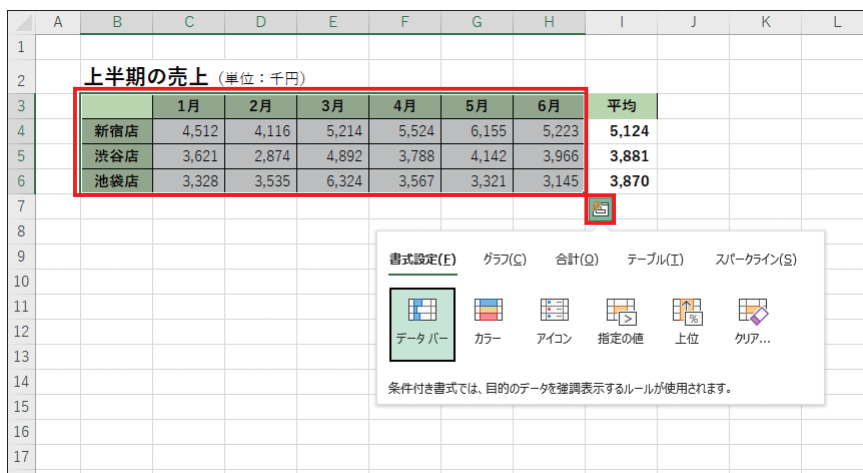 A B C D E F G H I J K L
1
2 上半期の売上 (単位：千円)
3 1月 2月 3月 4月 5月 6月 平均
4 新宿店 4,512 4,116 5,214 5,524 6,155 5,223 5,124
5 渋谷店 3,621 2,874 4,892 3,788 4,142 3,966 3,881
6 池袋店 3,328 3,535 6,324 3,567 3,321 3,145 3,870
7
8
9
書式設定(F) グラフ(C) 合計(O) テーブル(T) スパークライン(S)
10
11
12
データ バー カラー アイコン 指定の値 上位 クリア...
13
14
条件付き書式では、目的のデータを強調表示するルールが使用されます。
15
16
17